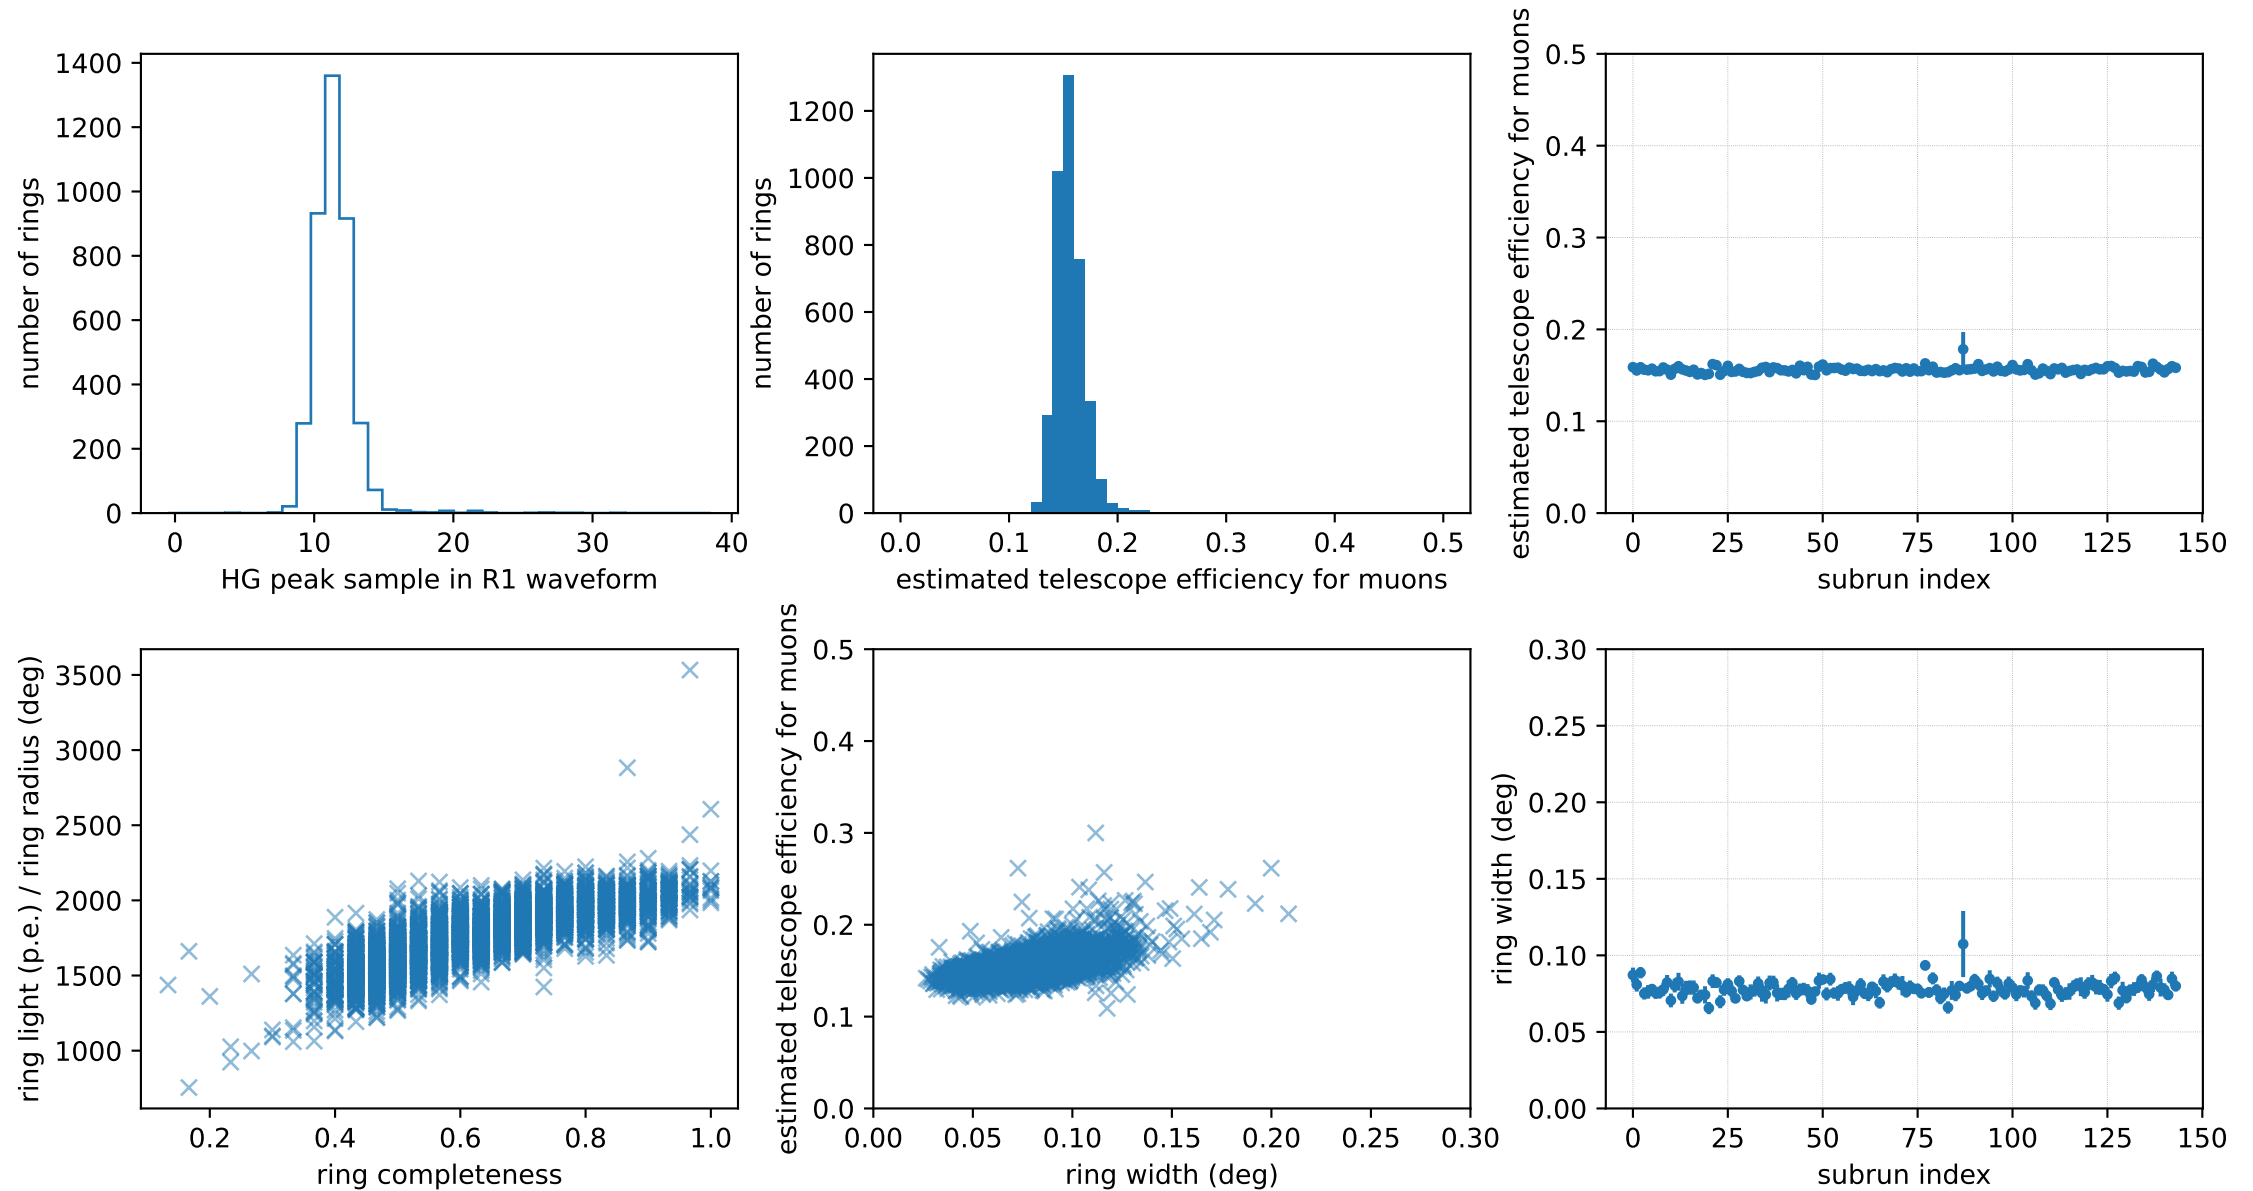 number of rings
1400
1200
1000
800
600
400
200
0
0 10 20 30 40
HG peak sample in R1 waveform
number of rings
1200
1000
800
600
400
200
0
0.0 0.1 0.2 0.3 0.4 0.5
estimated telescope efficiency for muons
estimated telescope efficiency for muons
0.5
0.4
0.3
0.2
0.1
0.0
0 25 50 75 100 125 150
subrun index
ring light (p.e.) / ring radius (deg)
3500
3000
2500
2000
1500
1000
0.2 0.4 0.6 0.8 1.0
ring completeness
estimated telescope efficiency for muons
0.5
0.4
0.3
0.2
0.1
0.0
0.00 0.05 0.10 0.15 0.20 0.25 0.30
ring width (deg)
ring width (deg)
0.30
0.25
0.20
0.15
0.10
0.05
0.00
0 25 50 75 100 125 150
subrun index